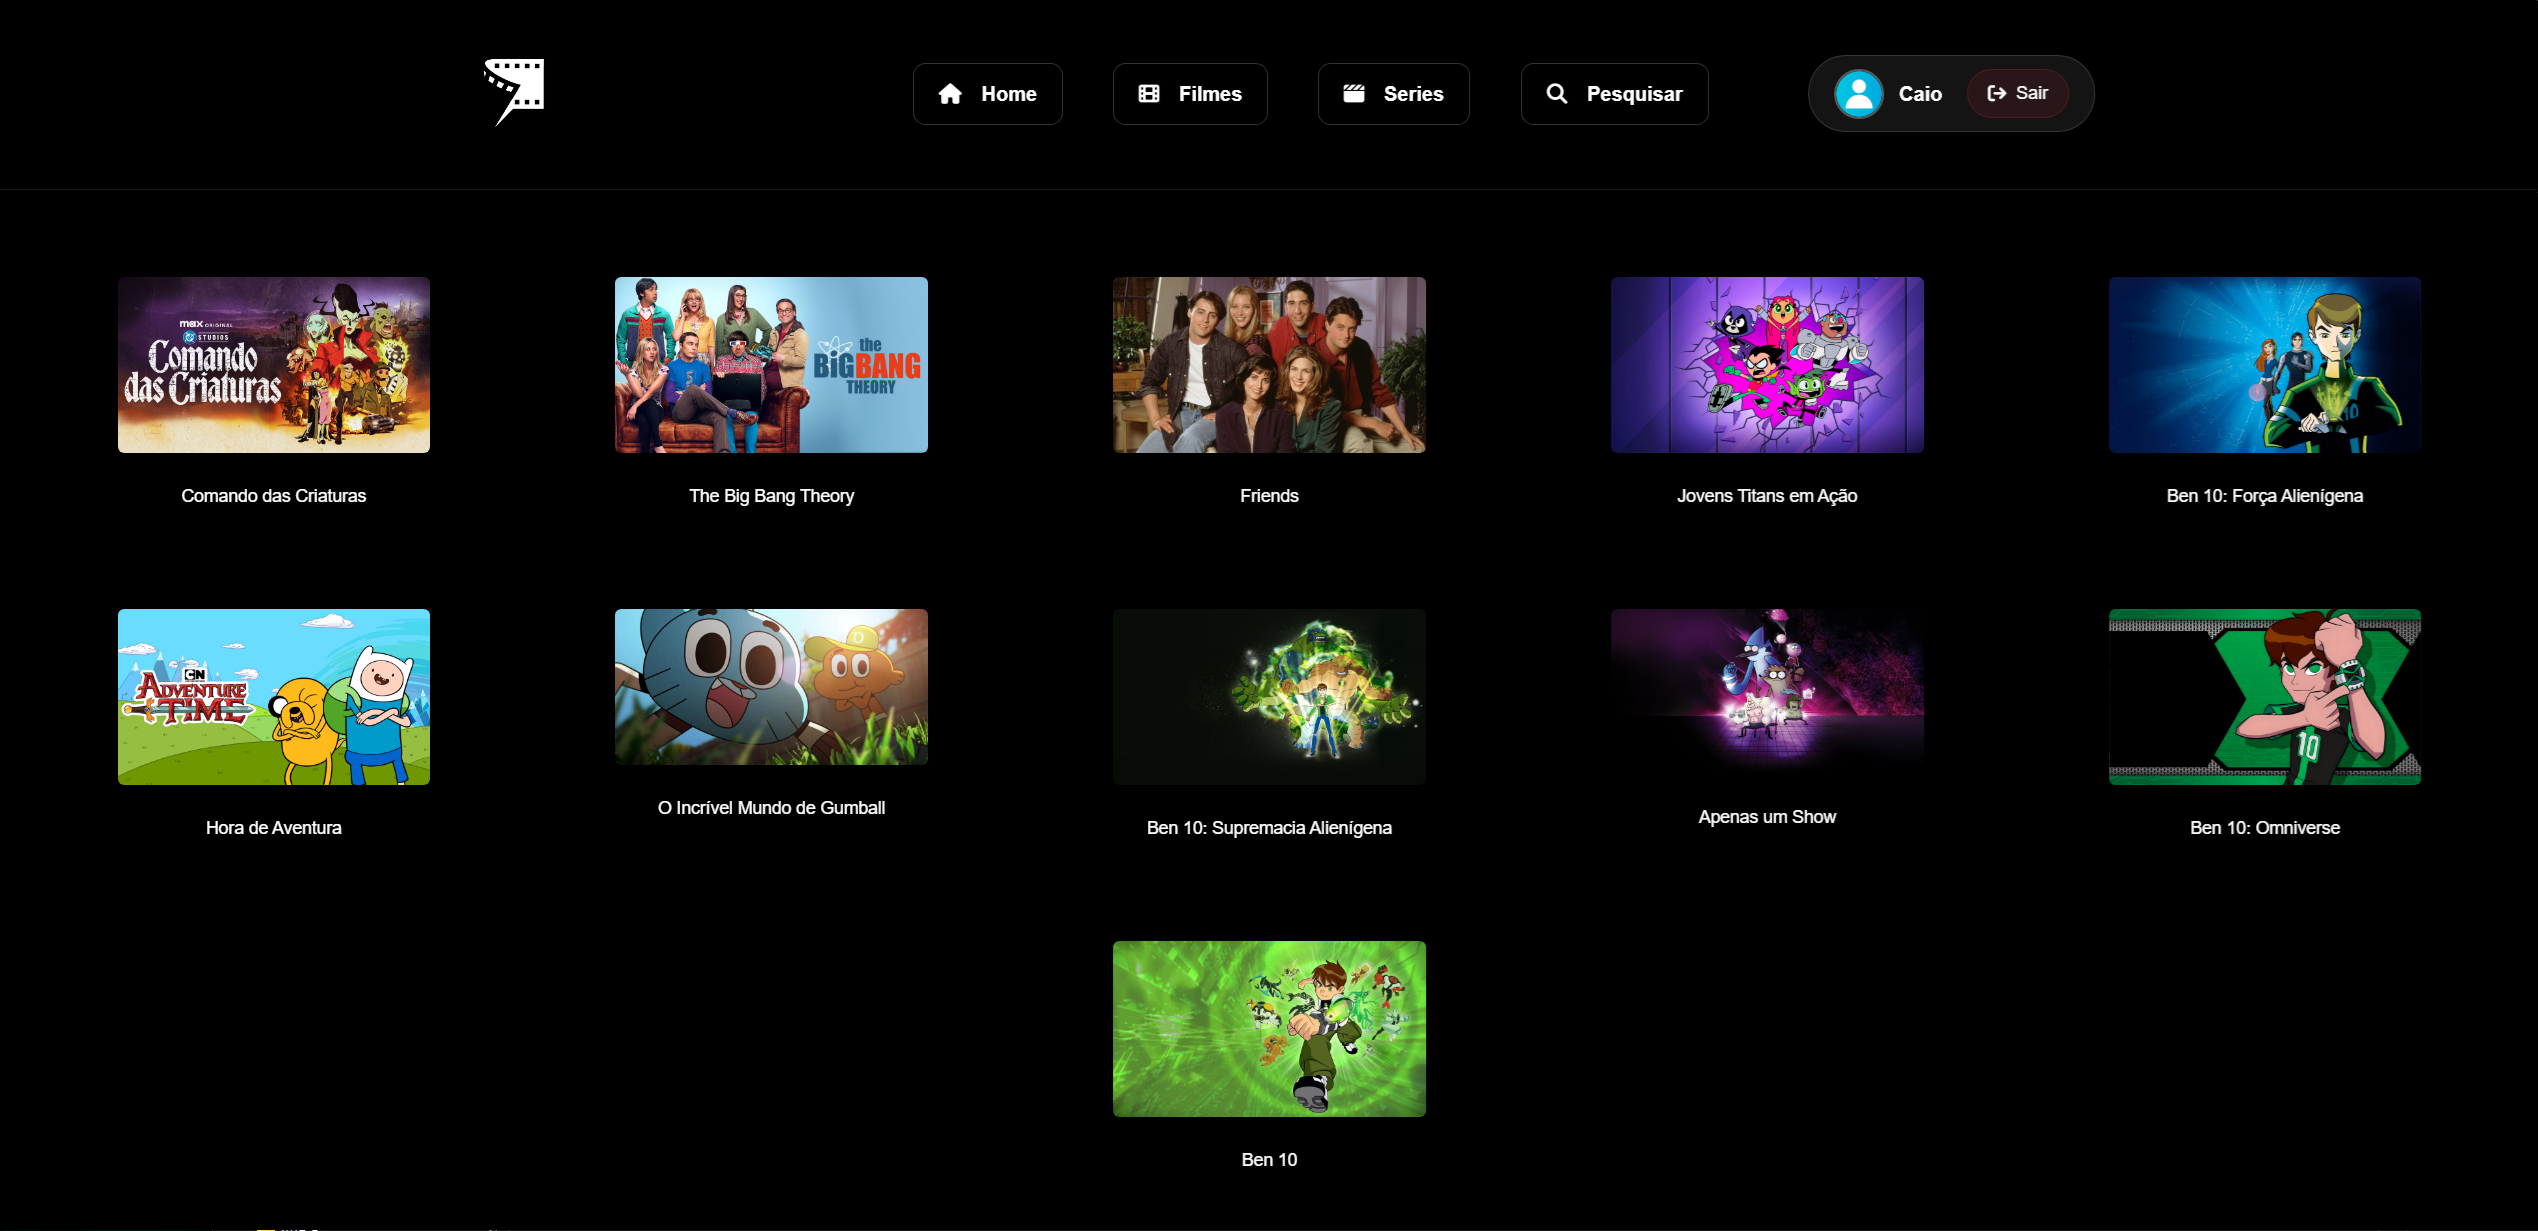 Home
Filmes
Series
Pesquisar
Caio
Sair
max ORIGINAL
DC STUDIOS
Comando
das Criaturas
the
BIGBANG
THEORY
10
Comando das Criaturas
The Big Bang Theory
Friends
Jovens Titans em Ação
Ben 10: Força Alienígena
CN
ADVENTURE
TIME
D
10
Hora de Aventura
O Incrível Mundo de Gumball
Ben 10: Supremacia Alienígena
Apenas um Show
Ben 10: Omniverse
Ben 10